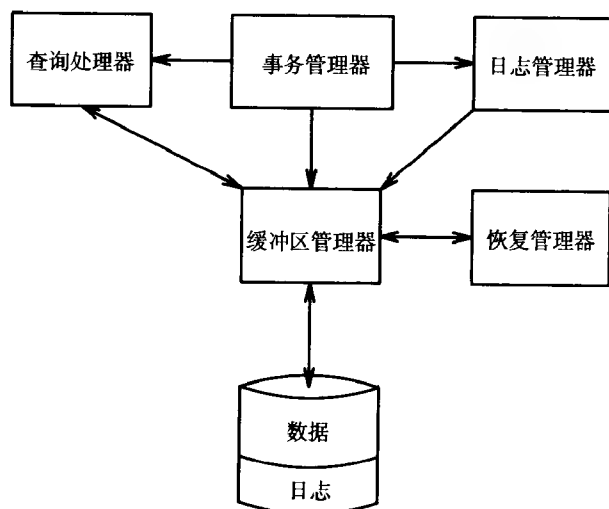 查询处理器
事务管理器
日志管理器
缓冲区管理器
恢复管理器
数据
日志